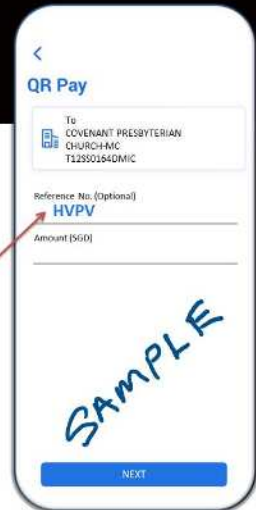 QR Pay
To
COVENANT PRESBYTERIAN
CHURCH-MC
T12SS0164DMIC
Reference No. (Optional)
HVPV
Amount (SGD)
SAMPLE
NEXT